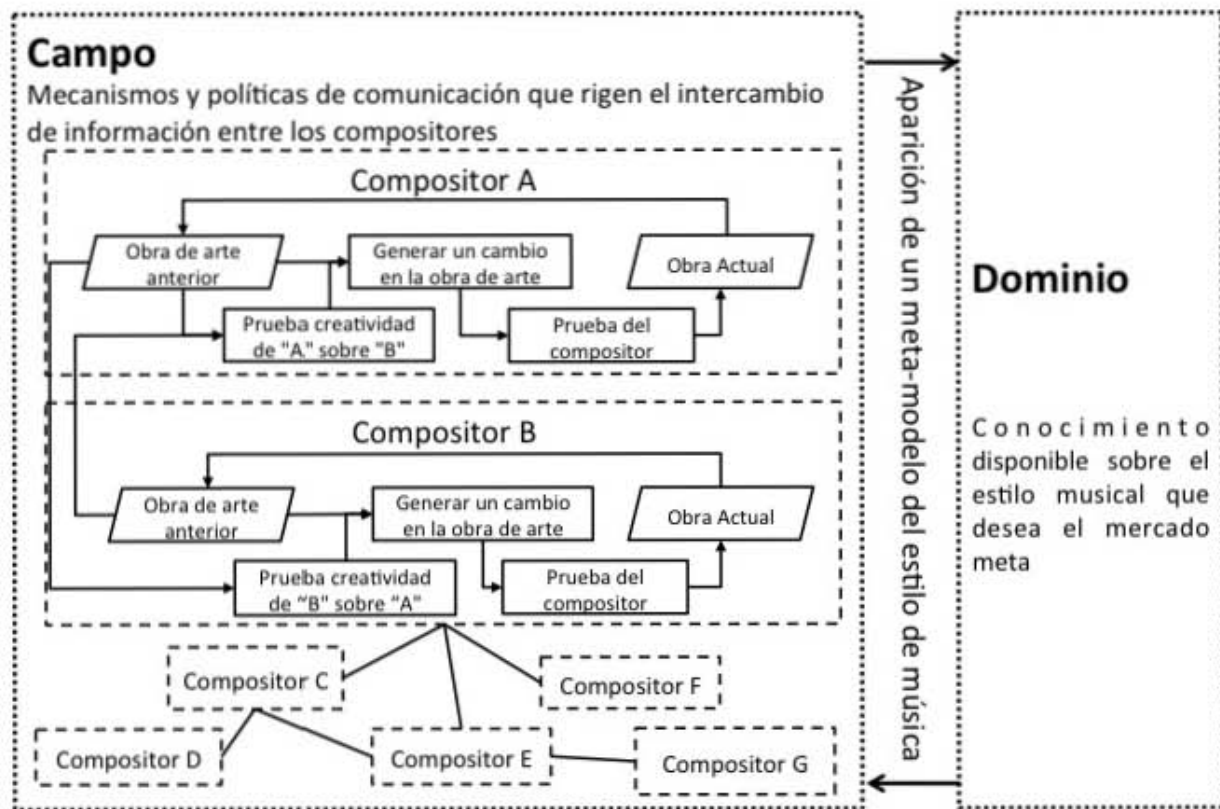 Campo
Mecanismos y políticas de comunicación que rigen el intercambio
de información entre los compositores
Compositor A
Obra de arte
anterior
Generar un cambio
en la obra de arte
Obra Actual
Prueba creatividad
de "A" sobre "B"
Prueba del
compositor
Compositor B
Obra de arte
anterior
Generar un cambio
en la obra de arte
Obra Actual
Prueba creatividad
de "B" sobre "A"
Prueba del
compositor
Compositor C
Compositor F
Compositor D
Compositor E
Compositor G
Aparición de un meta-modelo del estilo de música
Dominio
Conocimiento
disponible sobre el
estilo musical que
desea el mercado
meta